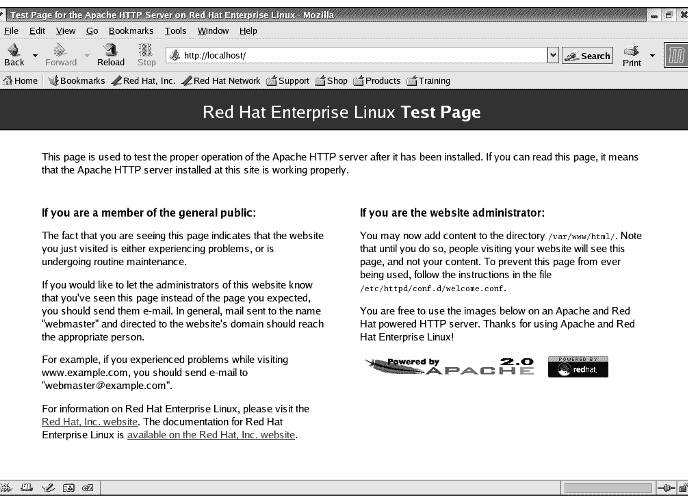 Test Page for the Apache HTTP Server on Red Hat Enterprise Linux - Mozilla
File Edit View Go Bookmarks Tools Window Help
Back Forward Reload Stop http://localhost/ Search Print
Home Bookmarks Red Hat, Inc. Red Hat Network Support Shop Products Training
Red Hat Enterprise Linux Test Page
This page is used to test the proper operation of the Apache HTTP server after it has been installed. If you can read this page, it means
that the Apache HTTP server installed at this site is working properly.
If you are a member of the general public:
The fact that you are seeing this page indicates that the website
you just visited is either experiencing problems, or is
undergoing routine maintenance.
If you would like to let the administrators of this website know
that you've seen this page instead of the page you expected,
you should send them e-mail. In general, mail sent to the name
"webmaster" and directed to the website's domain should reach
the appropriate person.
For example, if you experienced problems while visiting
www.example.com, you should send e-mail to
"webmaster@example.com".
For information on Red Hat Enterprise Linux, please visit the
Red Hat, Inc. website. The documentation for Red Hat
Enterprise Linux is available on the Red Hat, Inc. website.
If you are the website administrator:
You may now add content to the directory /var/www/html/. Note
that until you do so, people visiting your website will see this
page, and not your content. To prevent this page from ever
being used, follow the instructions in the file
/etc/httpd/conf.d/welcome.conf.
You are free to use the images below on an Apache and Red
Hat powered HTTP server. Thanks for using Apache and Red
Hat Enterprise Linux!
Powered by 2.0
APACHE
POWERED BY
redhat